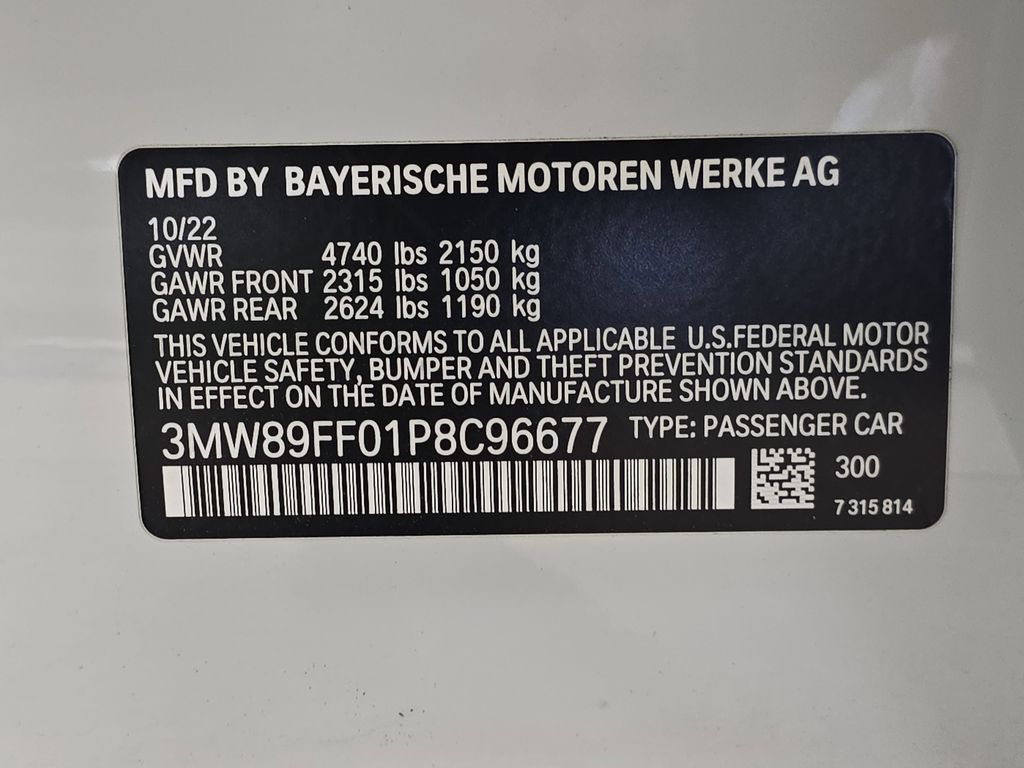 MFD BY BAYERISCHE MOTOREN WERKE AG
10/22
GVWR 4740 lbs 2150 kg
GAWR FRONT 2315 lbs 1050 kg
GAWR REAR 2624 lbs 1190 kg
THIS VEHICLE CONFORMS TO ALL APPLICABLE U.S.FEDERAL MOTOR
VEHICLE SAFETY, BUMPER AND THEFT PREVENTION STANDARDS
IN EFFECT ON THE DATE OF MANUFACTURE SHOWN ABOVE.
3MW89FF01P8C96677 TYPE: PASSENGER CAR
300
7 315 814